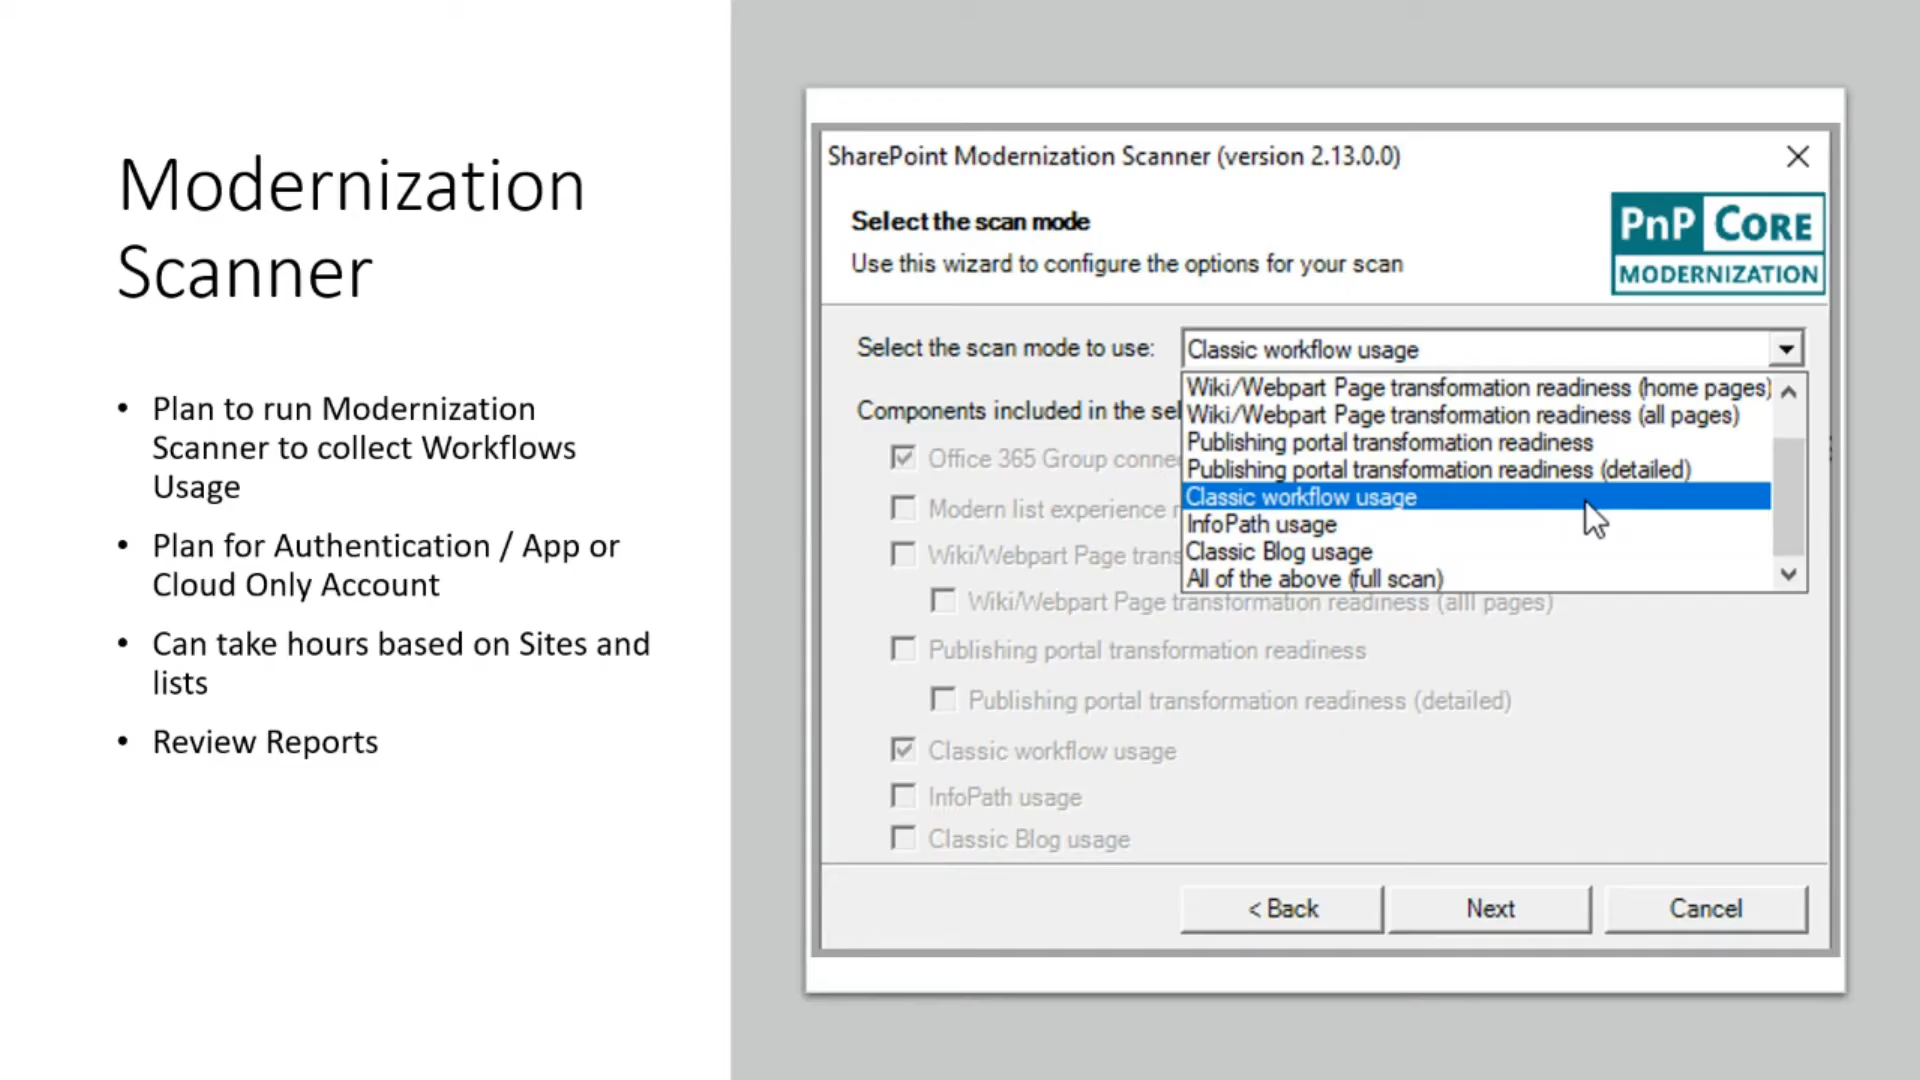 Modernization
Scanner
• Plan to run Modernization
Scanner to collect Workflows
Usage
• Plan for Authentication / App or
Cloud Only Account
• Can take hours based on Sites and
lists
• Review Reports
SharePoint Modernization Scanner (version 2.13.0.0)
Select the scan mode
Use this wizard to configure the options for your scan
PnP CORE
MODERNIZATION
Select the scan mode to use: Classic workflow usage
Wiki/Webpart Page transformation readiness (home pages)
Components included in the sel
Wiki/Webpart Page transformation readiness (all pages)
Publishing portal transformation readiness
Office 365 Group conne
Publishing portal transformation readiness (detailed)
Classic workflow usage
Modern list experience r
InfoPath usage
Wiki/Webpart Page trans
Classic Blog usage
All of the above (full scan)
Wiki/Webpart Page transformation readiness (alll pages)
Publishing portal transformation readiness
Publishing portal transformation readiness (detailed)
Classic workflow usage
InfoPath usage
Classic Blog usage
< Back Next Cancel